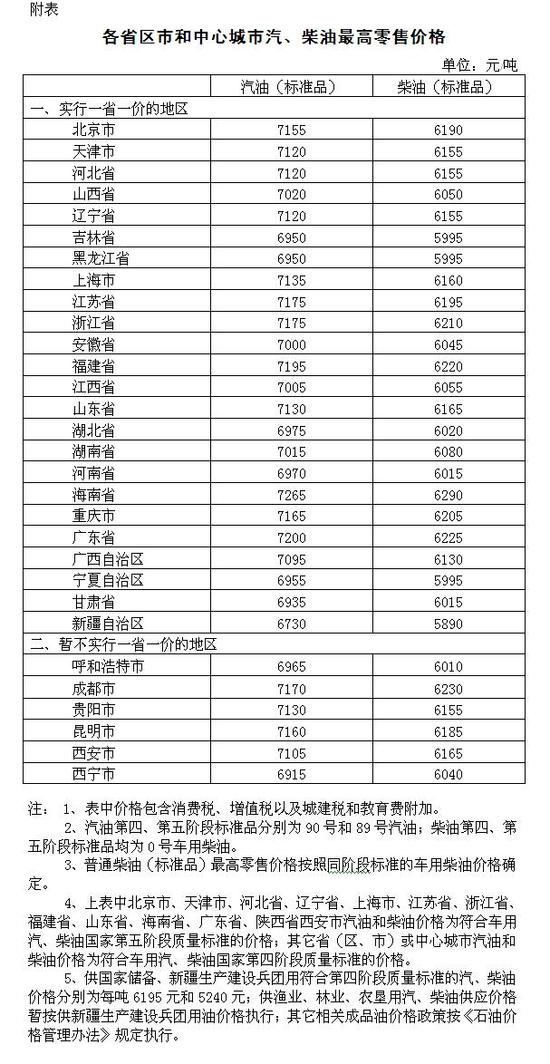 附表
各省区市和中心城市汽、柴油最高零售价格
单位：元/吨
汽油（标准品） 柴油（标准品）
一、实行一省一价的地区
北京市 7155 6190
天津市 7120 6155
河北省 7120 6155
山西省 7020 6050
辽宁省 7120 6155
吉林省 6950 5995
黑龙江省 6950 5995
上海市 7135 6160
江苏省 7175 6195
浙江省 7175 6210
安徽省 7000 6045
福建省 7195 6220
江西省 7005 6055
山东省 7130 6165
湖北省 6975 6020
湖南省 7015 6080
河南省 6970 6015
海南省 7265 6290
重庆市 7165 6205
广东省 7200 6225
广西自治区 7095 6130
宁夏自治区 6955 5995
甘肃省 6935 6015
新疆自治区 6730 5890
二、暂不实行一省一价的地区
呼和浩特市 6965 6010
成都市 7170 6230
贵阳市 7130 6155
昆明市 7160 6185
西安市 7105 6165
西宁市 6915 6040
注： 1、表中价格包含消费税、增值税以及城建税和教育费附加。
2、汽油第四、第五阶段标准品分别为90号和89号汽油；柴油第四、第
五阶段标准品均为0号车用柴油。
3、普通柴油（标准品）最高零售价格按照同阶段标准的车用柴油价格确
定。
4、上表中北京市、天津市、河北省、辽宁省、上海市、江苏省、浙江省、
福建省、山东省、海南省、广东省、陕西省西安市汽油和柴油价格为符合车用
汽、柴油国家第五阶段质量标准的价格；其它省（区、市）或中心城市汽油和
柴油价格为符合车用汽、柴油国家第四阶段质量标准的价格。
5、供国家储备、新疆生产建设兵团用符合第四阶段质量标准的汽、柴油
价格分别为每吨6195元和5240元；供渔业、林业、农垦用汽、柴油供应价格
暂按供新疆生产建设兵团用油价格执行；其它相关成品油价格政策按《石油价
格管理办法》规定执行。